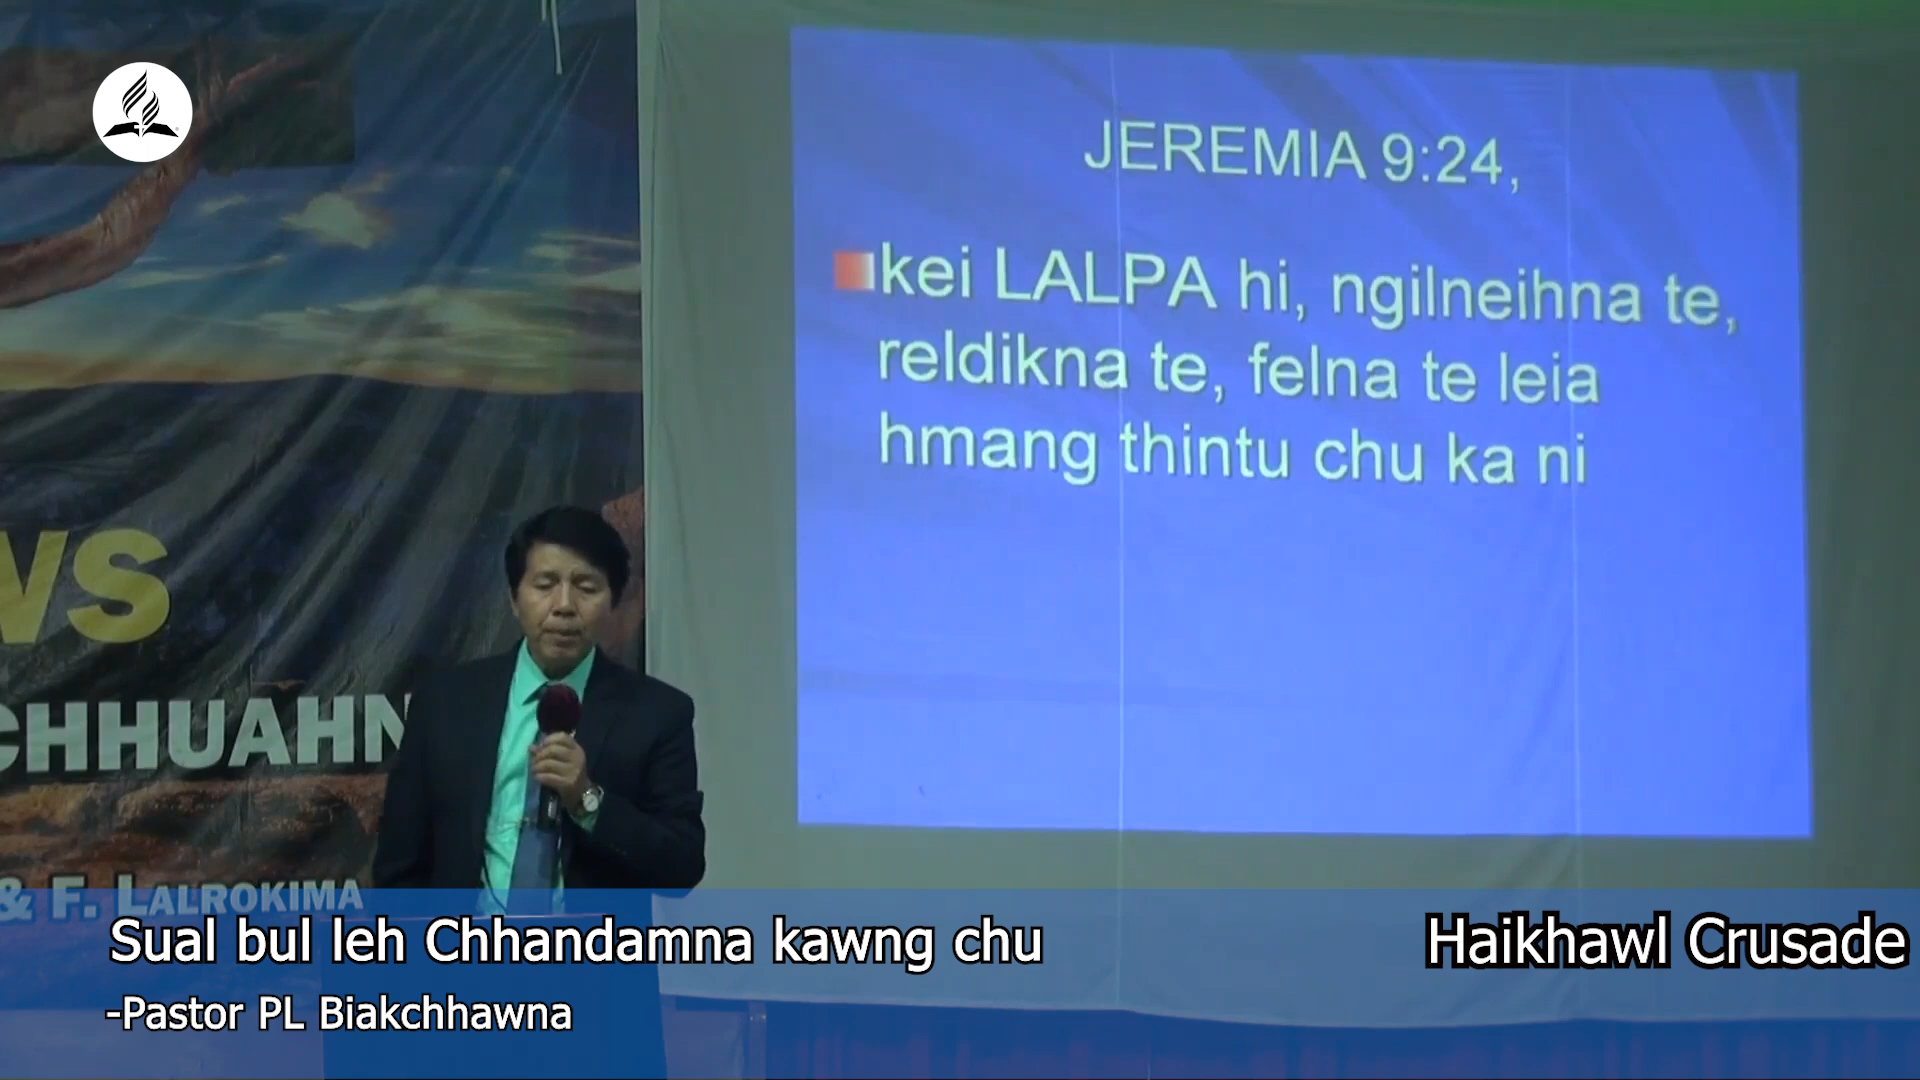 JEREMIA 9:24,
kei LALPA hi, ngilneihna te,
reldikna te, felna te leia
hmang thintu chu ka ni
WS
CHHUAHN
& F. LALROKIMA
Sual bul leh Chhandamna kawng chu
-Pastor PL Biakchhawna
Haikhawl Crusade